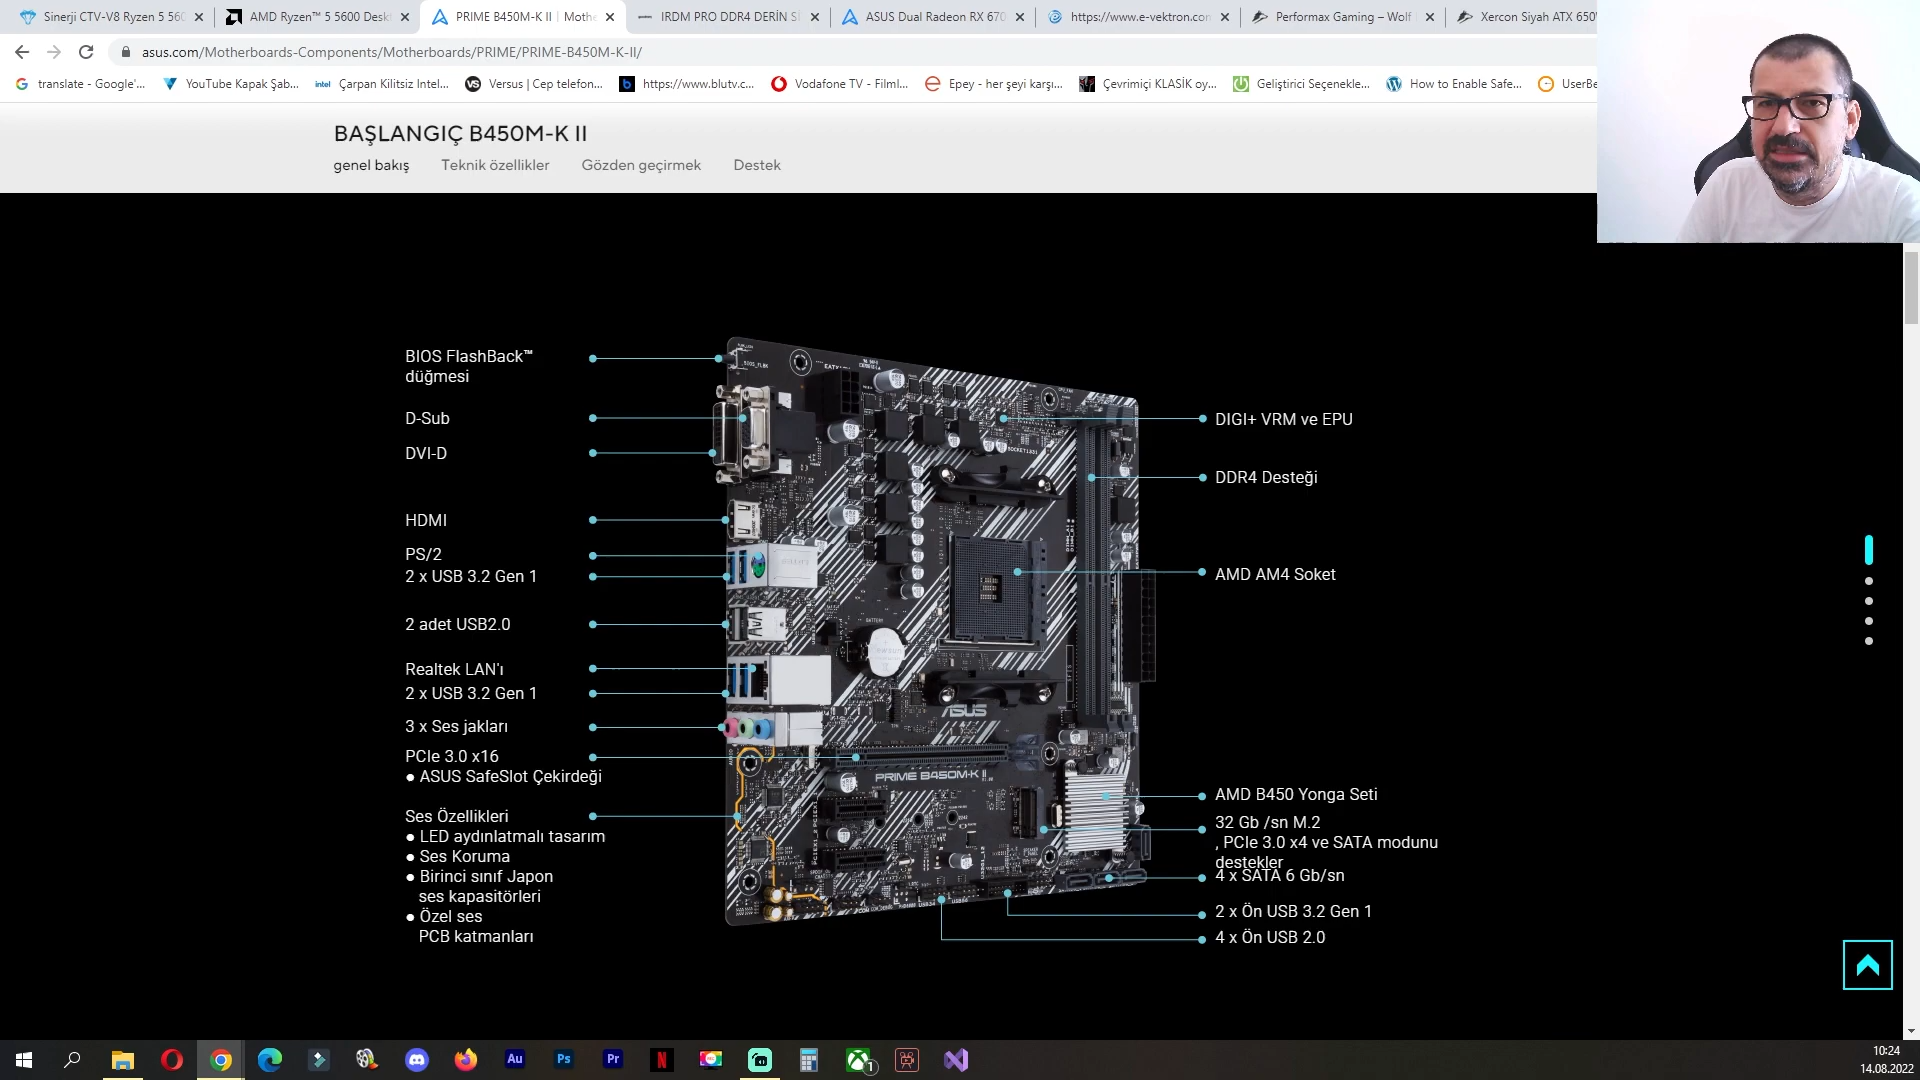 Sinerji CTV-V8 Ryzen 5 560
AMD Ryzen™ 5 5600 Deskt
PRIME B450M-K II | Mothe
IRDM PRO DDR4 DERİN Sİ
ASUS Dual Radeon RX 670
https://www.e-vektron.com
Performax Gaming – Wolf
Xercon Siyah ATX 650
asus.com/Motherboards-Components/Motherboards/PRIME/PRIME-B450M-K-II/
translate - Google'...
YouTube Kapak Şab...
intel Çarpan Kilitsiz Intel...
VS Versus | Cep telefon...
b https://www.blutv.c...
Vodafone TV - Filml...
Epey - her şeyi karşı...
Çevrimiçi KLASİK oy...
Geliştirici Seçenekle...
How to Enable Safe...
UserBe
BAŞLANGIÇ B450M-K II
genel bakış
Teknik özellikler
Gözden geçirmek
Destek
BIOS FlashBack™
düğmesi
D-Sub
DVI-D
HDMI
PS/2
2 x USB 3.2 Gen 1
2 adet USB2.0
Realtek LAN'ı
2 x USB 3.2 Gen 1
3 x Ses jakları
PCIe 3.0 x16
● ASUS SafeSlot Çekirdeği
Ses Özellikleri
● LED aydınlatmalı tasarım
● Ses Koruma
● Birinci sınıf Japon
ses kapasitörleri
● Özel ses
PCB katmanları
BATTERY
ASUS
PRIME B450M-K II
DIGI+ VRM ve EPU
DDR4 Desteği
AMD AM4 Soket
AMD B450 Yonga Seti
32 Gb /sn M.2
, PCIe 3.0 x4 ve SATA modunu
destekler
4 x SATA 6 Gb/sn
2 x Ön USB 3.2 Gen 1
4 x Ön USB 2.0
Au
Ps
Pr
N
1
10:24
14.08.2022